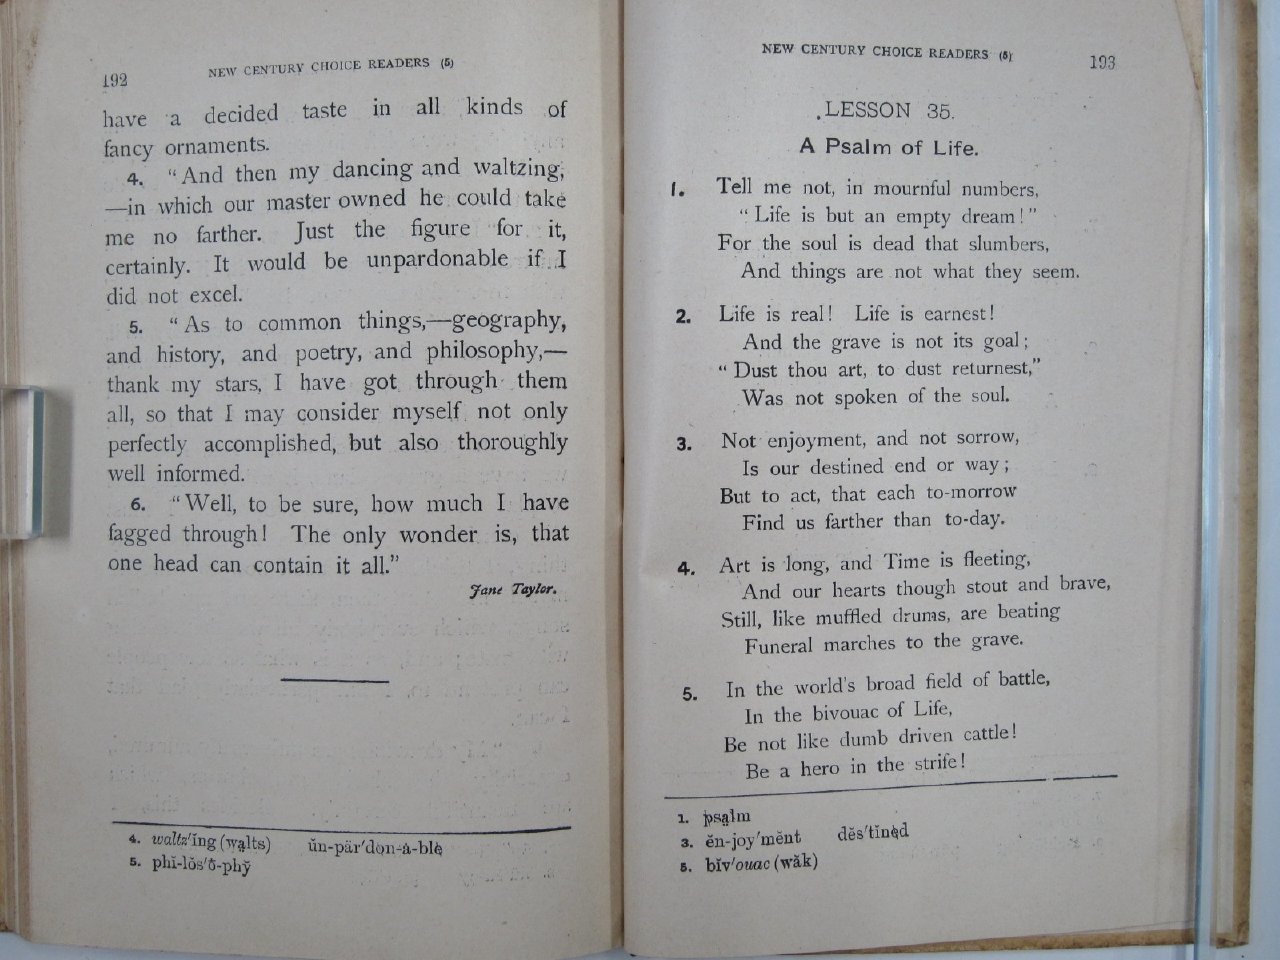 192
NEW CENTURY CHOICE READERS (5)
have a decided taste in all kinds of
fancy ornaments.
4. "And then my dancing and waltzing,
—in which our master owned he could take
me no farther. Just the figure for it,
certainly. It would be unpardonable if I
did not excel.
5. "As to common things,—geography,
and history, and poetry, and philosophy,—
thank my stars, I have got through them
all, so that I may consider myself not only
perfectly accomplished, but also thoroughly
well informed.
6. "Well, to be sure, how much I have
fagged through! The only wonder is, that
one head can contain it all."
Jane Taylor.
4. waltz'ĭng (wa̤lts) ŭn-pär'do̤n-á-blé̤
5. phĭ-lŏs'ŏ-phy̆
NEW CENTURY CHOICE READERS (5)
193
LESSON 35.
A Psalm of Life.
1. Tell me not, in mournful numbers,
"Life is but an empty dream!"
For the soul is dead that slumbers,
And things are not what they seem.
2. Life is real! Life is earnest!
And the grave is not its goal;
"Dust thou art, to dust returnest,"
Was not spoken of the soul.
3. Not enjoyment, and not sorrow,
Is our destined end or way;
But to act, that each to-morrow
Find us farther than to-day.
4. Art is long, and Time is fleeting,
And our hearts though stout and brave,
Still, like muffled drums, are beating
Funeral marches to the grave.
5. In the world's broad field of battle,
In the bivouac of Life,
Be not like dumb driven cattle!
Be a hero in the strife!
1. psa̤lm
3. ĕn-joy'mĕnt dĕs'tĭne̤d
5. bĭv'ouac (wăk)